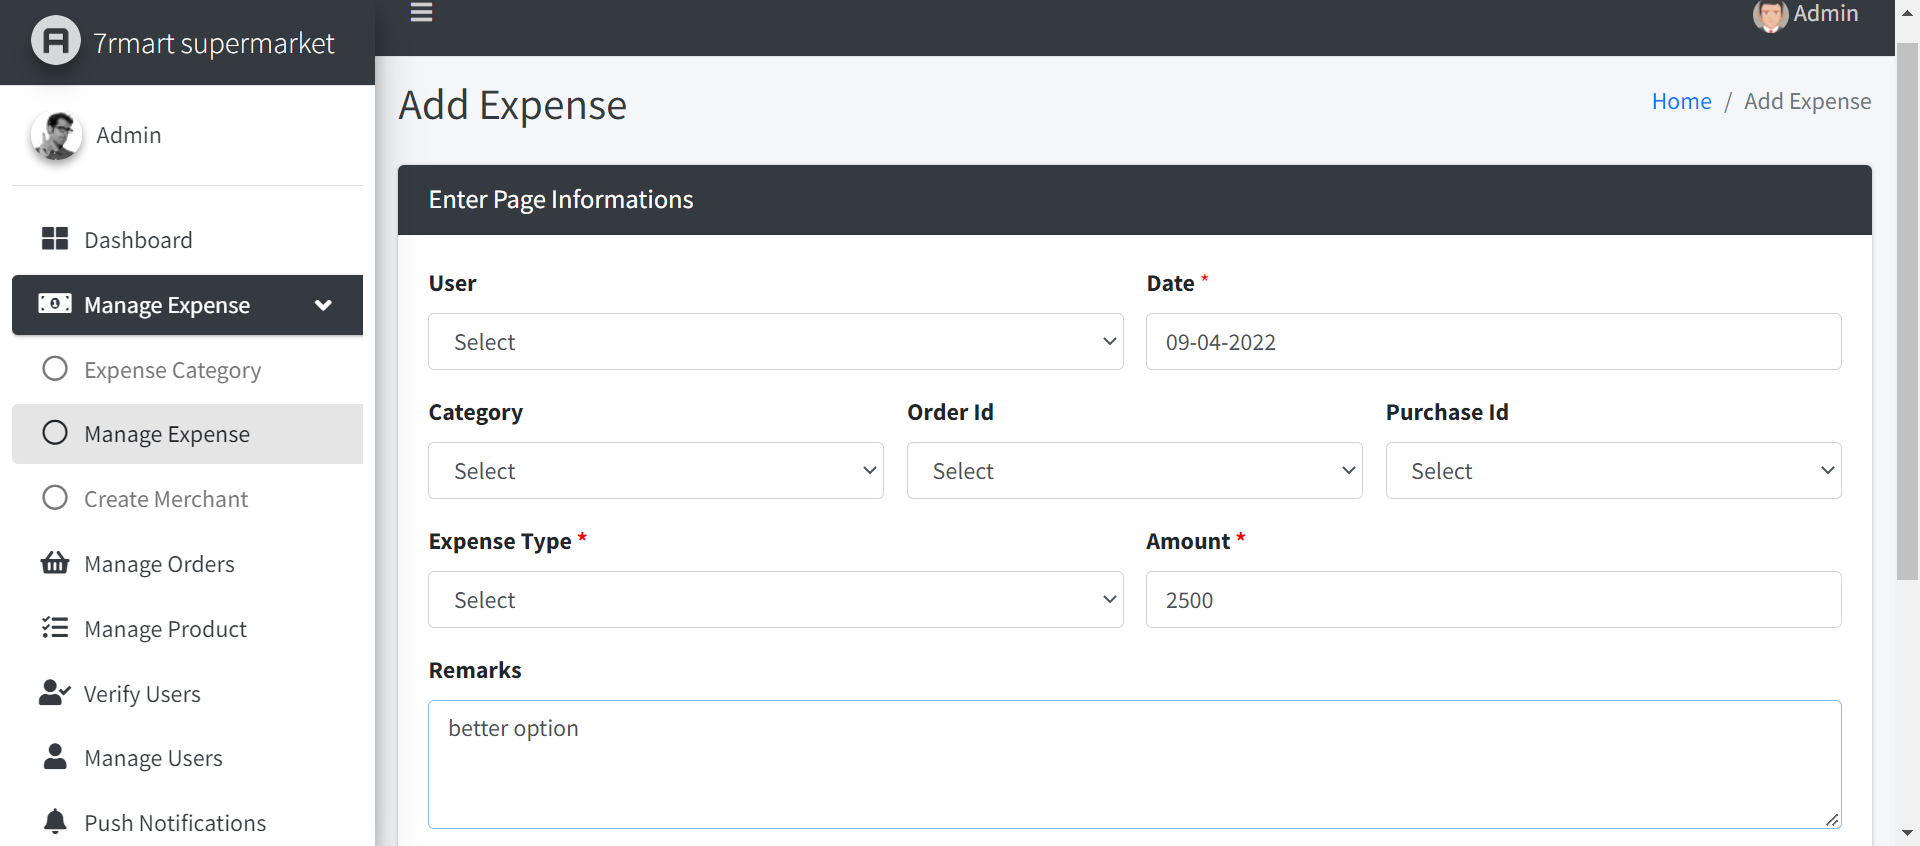 7rmart supermarket
Admin
Admin
Dashboard
Manage Expense
Expense Category
Manage Expense
Create Merchant
Manage Orders
Manage Product
Verify Users
Manage Users
Push Notifications
Add Expense
Home / Add Expense
Enter Page Informations
User
Date *
Select
09-04-2022
Category
Order Id
Purchase Id
Select
Select
Select
Expense Type *
Amount *
Select
2500
Remarks
better option